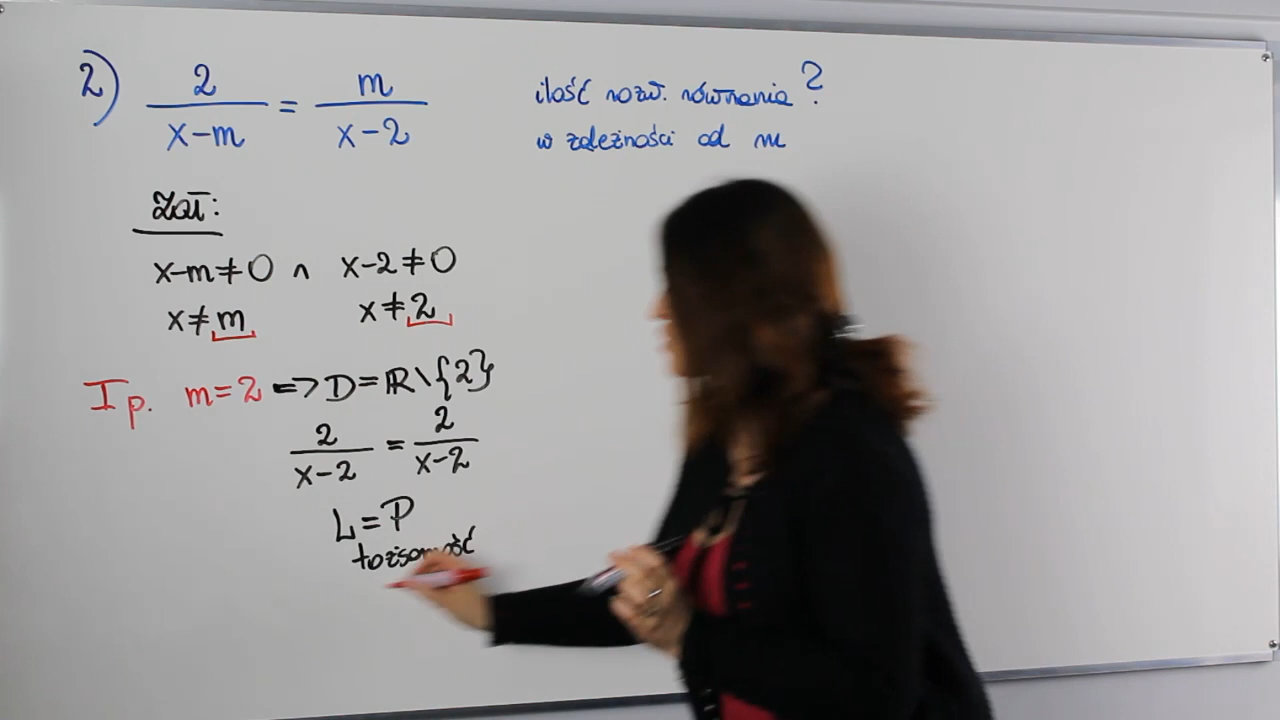 2) 2/(x-m) = m/(x-2)
ilość rozw. równania?
w zależności od m
Zał:
x-m≠0 ∧ x-2≠0
x≠m x≠2
I p. m=2 => D=ℝ\{2}
2/(x-2) = 2/(x-2)
L=P
tożsamość